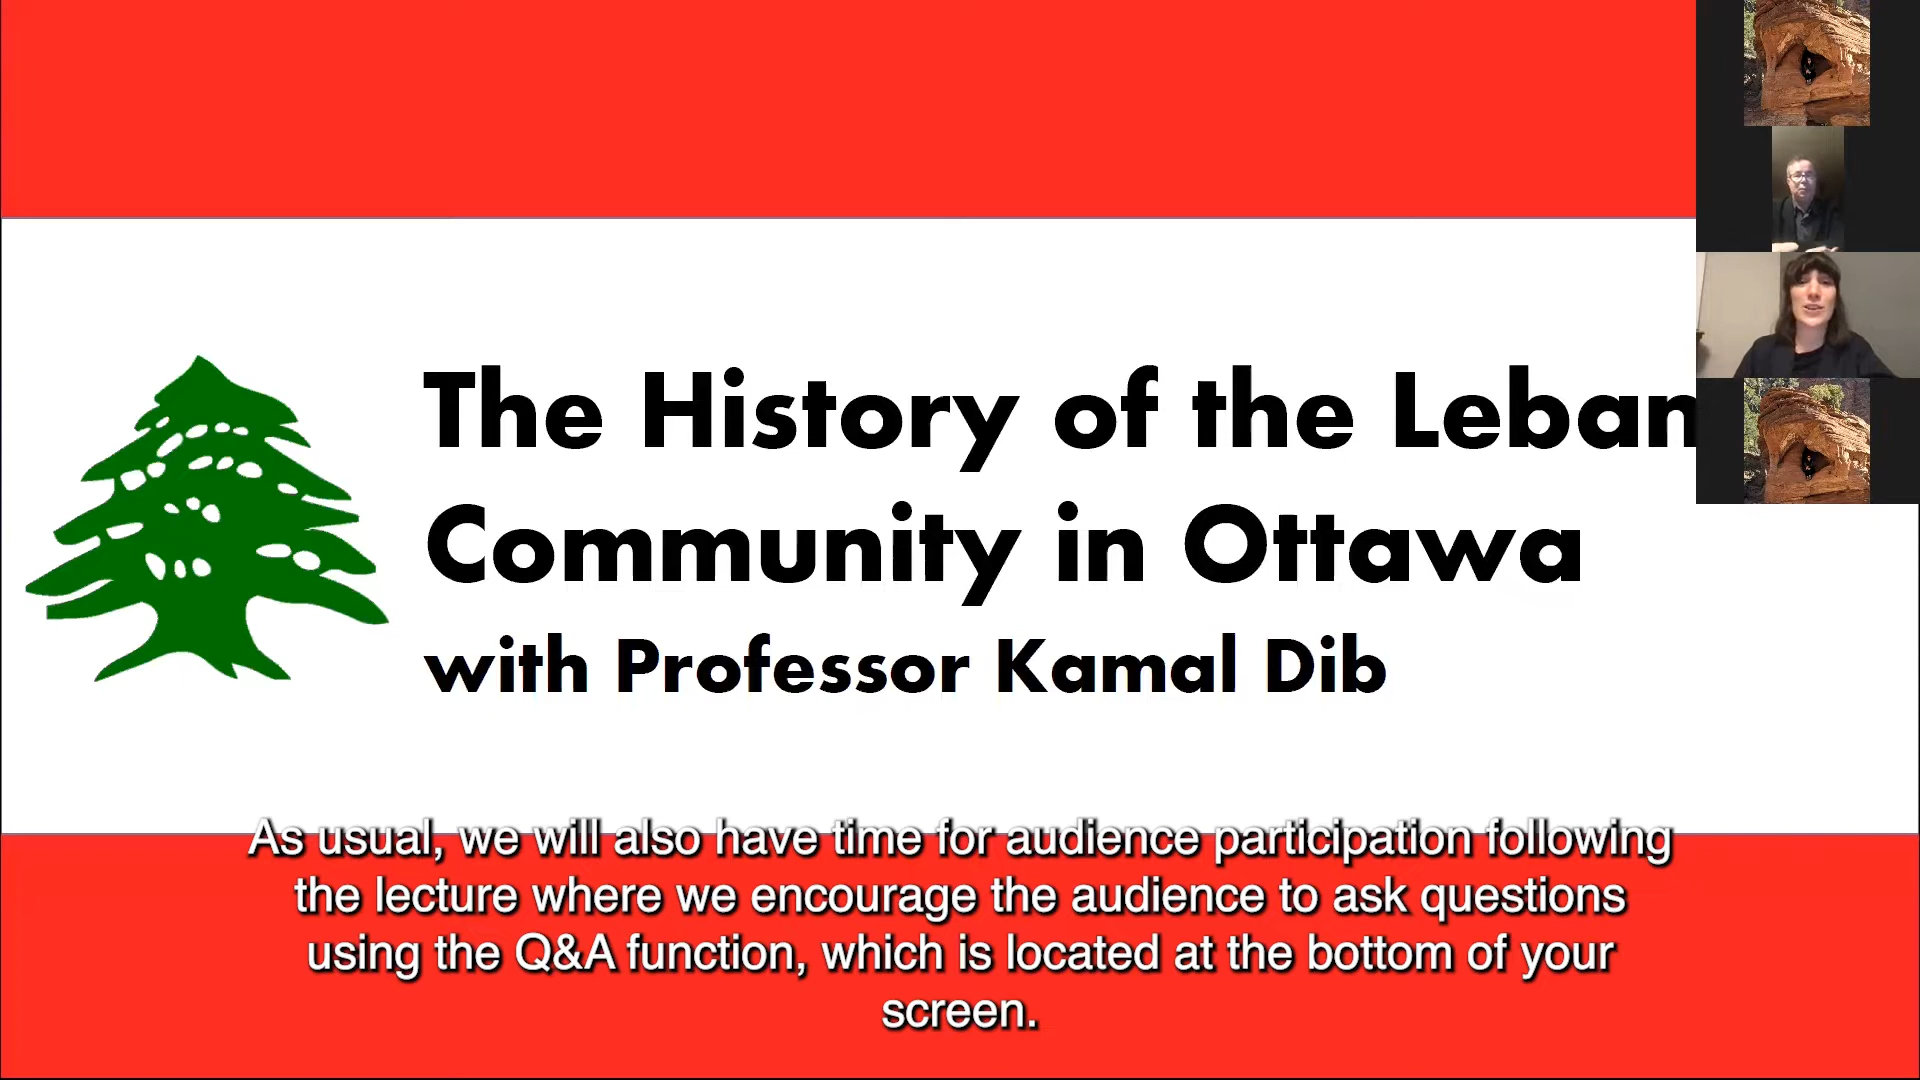 The History of the Leban
Community in Ottawa
with Professor Kamal Dib
As usual, we will also have time for audience participation following
the lecture where we encourage the audience to ask questions
using the Q&A function, which is located at the bottom of your
screen.